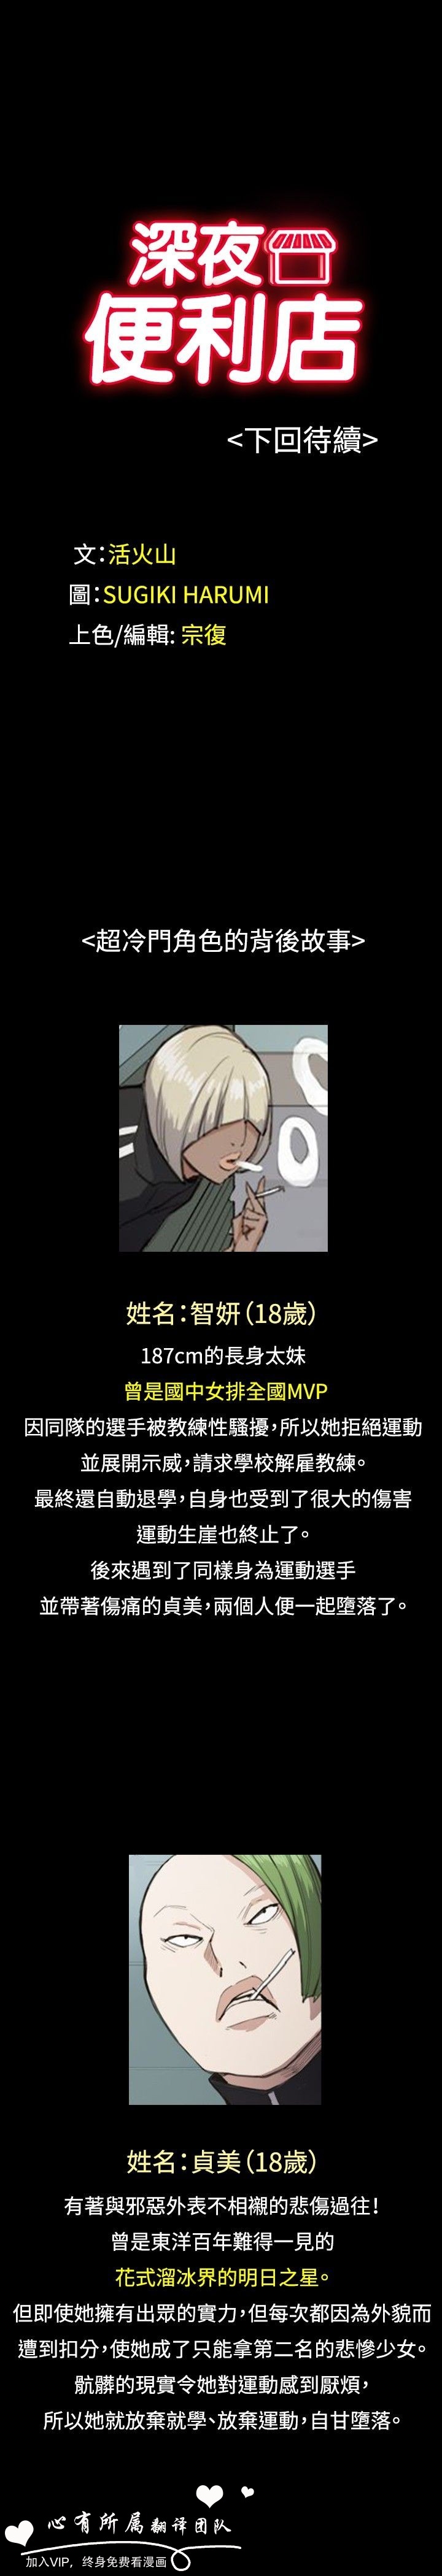 深夜
便利店
<下回待續>
文：活火山
圖：SUGIKI HARUMI
上色/編輯: 宗復
<超冷門角色的背後故事>
姓名：智妍（18歲）
187cm的長身太妹
曾是國中女排全國MVP
因同隊的選手被教練性騷擾，所以她拒絕運動
並展開示威，請求學校解雇教練。
最終還自動退學，自身也受到了很大的傷害
運動生崖也終止了。
後來遇到了同樣身為運動選手
並帶著傷痛的貞美，兩個人便一起墮落了。
姓名：貞美（18歲）
有著與邪惡外表不相襯的悲傷過往！
曾是東洋百年難得一見的
花式溜冰界的明日之星。
但即使她擁有出眾的實力，但每次都因為外貌而
遭到扣分，使她成了只能拿第二名的悲慘少女。
骯髒的現實令她對運動感到厭煩，
所以她就放棄就學、放棄運動，自甘墮落。
心有所属翻译团队
加入VIP，终身免费看漫画